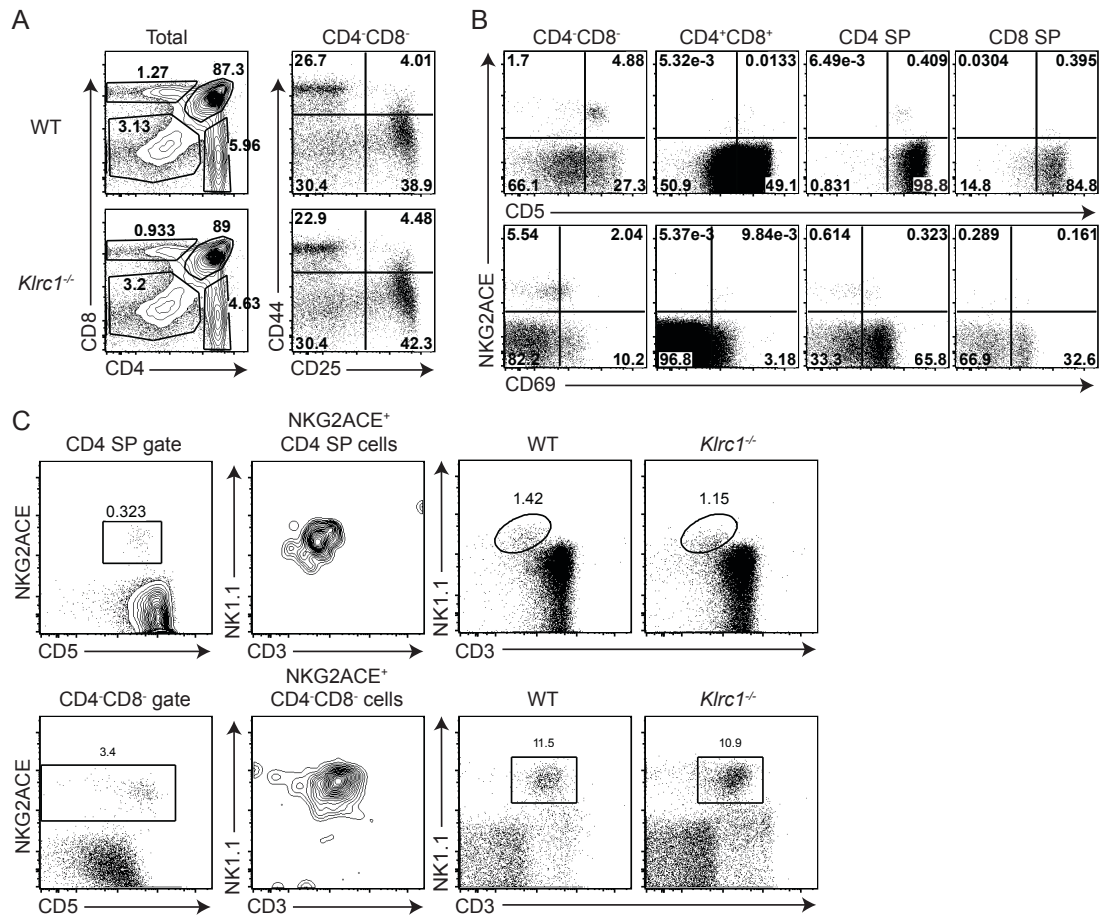 A
Total
CD4-CD8-
WT
1.27
87.3
3.13
5.96
26.7
4.01
30.4
38.9
Klrc1-/-
0.933
89
3.2
4.63
22.9
4.48
30.4
42.3
CD8
CD4
CD44
CD25
B
CD4-CD8-
CD4+CD8+
CD4 SP
CD8 SP
NKG2ACE
1.7
4.88
5.32e-3
0.0133
6.49e-3
0.409
0.0304
0.395
66.1
27.3
50.9
49.1
0.831
98.8
14.8
84.8
CD5
5.54
2.04
5.37e-3
9.84e-3
0.614
0.323
0.289
0.161
82.2
10.2
96.8
3.18
33.3
65.8
66.9
32.6
CD69
C
CD4 SP gate
NKG2ACE+
CD4 SP cells
WT
Klrc1-/-
NKG2ACE
0.323
NK1.1
NK1.1
1.42
1.15
CD5
CD3
CD3
CD4-CD8- gate
NKG2ACE+
CD4-CD8- cells
WT
Klrc1-/-
NKG2ACE
3.4
NK1.1
NK1.1
11.5
10.9
CD5
CD3
CD3